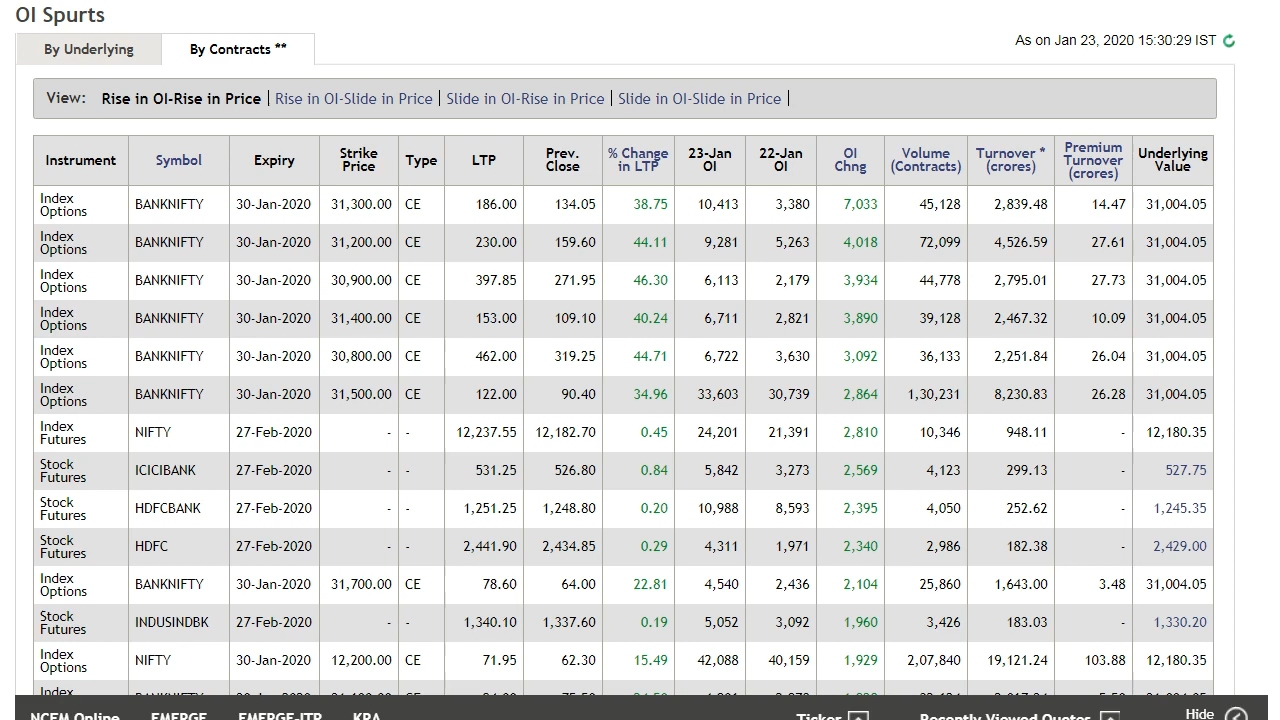 OI Spurts
By Underlying By Contracts **
As on Jan 23, 2020 15:30:29 IST
View: Rise in OI-Rise in Price | Rise in OI-Slide in Price | Slide in OI-Rise in Price | Slide in OI-Slide in Price |
Instrument Symbol Expiry Strike Price Type LTP Prev. Close % Change in LTP 23-Jan OI 22-Jan OI OI Chng Volume (Contracts) Turnover * (crores) Premium Turnover (crores) Underlying Value
Index Options BANKNIFTY 30-Jan-2020 31,300.00 CE 186.00 134.05 38.75 10,413 3,380 7,033 45,128 2,839.48 14.47 31,004.05
Index Options BANKNIFTY 30-Jan-2020 31,200.00 CE 230.00 159.60 44.11 9,281 5,263 4,018 72,099 4,526.59 27.61 31,004.05
Index Options BANKNIFTY 30-Jan-2020 30,900.00 CE 397.85 271.95 46.30 6,113 2,179 3,934 44,778 2,795.01 27.73 31,004.05
Index Options BANKNIFTY 30-Jan-2020 31,400.00 CE 153.00 109.10 40.24 6,711 2,821 3,890 39,128 2,467.32 10.09 31,004.05
Index Options BANKNIFTY 30-Jan-2020 30,800.00 CE 462.00 319.25 44.71 6,722 3,630 3,092 36,133 2,251.84 26.04 31,004.05
Index Options BANKNIFTY 30-Jan-2020 31,500.00 CE 122.00 90.40 34.96 33,603 30,739 2,864 1,30,231 8,230.83 26.28 31,004.05
Index Futures NIFTY 27-Feb-2020 - - 12,237.55 12,182.70 0.45 24,201 21,391 2,810 10,346 948.11 - 12,180.35
Stock Futures ICICIBANK 27-Feb-2020 - - 531.25 526.80 0.84 5,842 3,273 2,569 4,123 299.13 - 527.75
Stock Futures HDFCBANK 27-Feb-2020 - - 1,251.25 1,248.80 0.20 10,988 8,593 2,395 4,050 252.62 - 1,245.35
Stock Futures HDFC 27-Feb-2020 - - 2,441.90 2,434.85 0.29 4,311 1,971 2,340 2,986 182.38 - 2,429.00
Index Options BANKNIFTY 30-Jan-2020 31,700.00 CE 78.60 64.00 22.81 4,540 2,436 2,104 25,860 1,643.00 3.48 31,004.05
Stock Futures INDUSINDBK 27-Feb-2020 - - 1,340.10 1,337.60 0.19 5,052 3,092 1,960 3,426 183.03 - 1,330.20
Index Options NIFTY 30-Jan-2020 12,200.00 CE 71.95 62.30 15.49 42,088 40,159 1,929 2,07,840 19,121.24 103.88 12,180.35
Index
NCFM Online EMERGE EMERGE-ITP KRA Ticker Recently Viewed Quotes Hide